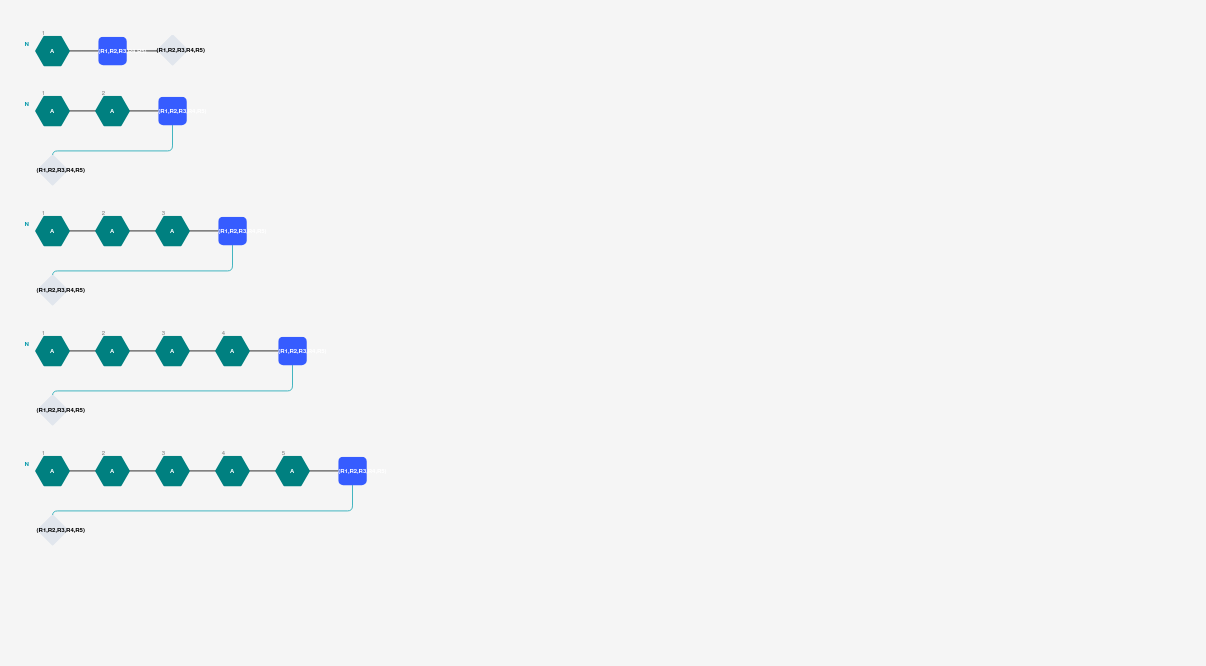 1
N A (R1,R2,R3,R4,R5) (R1,R2,R3,R4,R5)
1 2
N A A (R1,R2,R3,R4,R5)
(R1,R2,R3,R4,R5)
1 2 3
N A A A (R1,R2,R3,R4,R5)
(R1,R2,R3,R4,R5)
1 2 3 4
N A A A A (R1,R2,R3,R4,R5)
(R1,R2,R3,R4,R5)
1 2 3 4 5
N A A A A A (R1,R2,R3,R4,R5)
(R1,R2,R3,R4,R5)